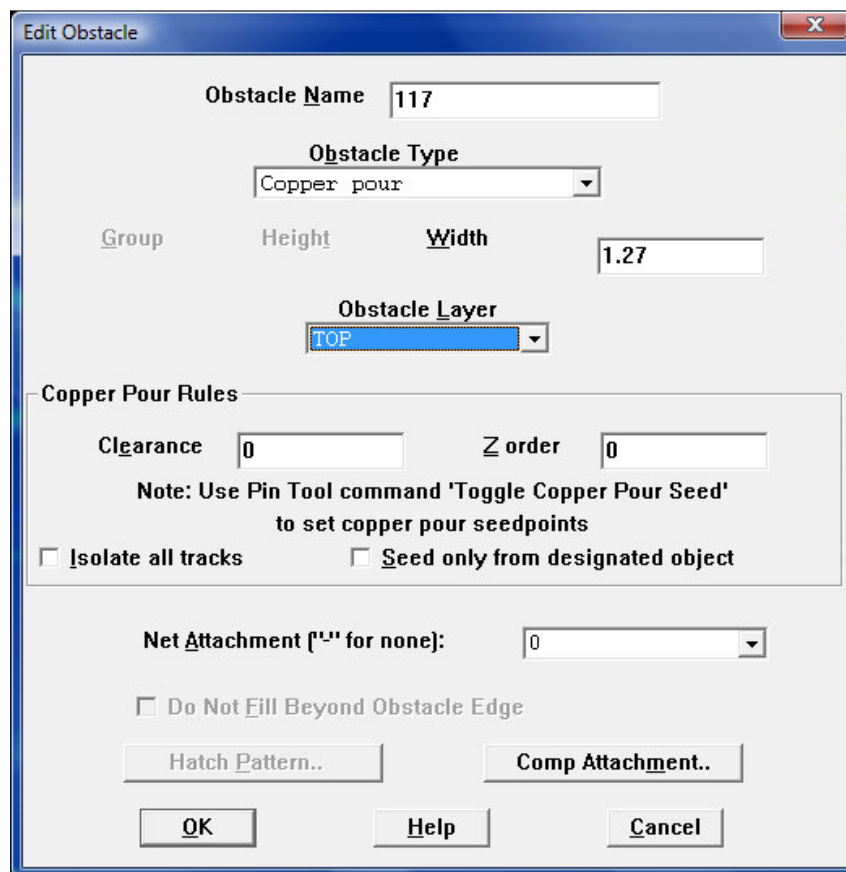 Edit Obstacle
Obstacle Name 117
Obstacle Type
Copper pour
Group Height Width 1.27
Obstacle Layer
TOP
Copper Pour Rules
Clearance 0 Z order 0
Note: Use Pin Tool command 'Toggle Copper Pour Seed'
to set copper pour seedpoints
Isolate all tracks Seed only from designated object
Net Attachment ("-" for none): 0
Do Not Fill Beyond Obstacle Edge
Hatch Pattern.. Comp Attachment..
OK Help Cancel